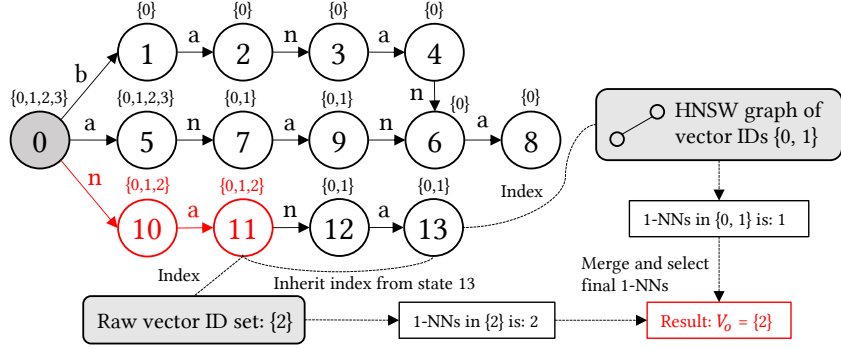 {0} {0} {0} {0}
1 a 2 n 3 a 4
b n
{0,1,2,3} {0,1,2,3} {0,1} {0,1} {0} {0}
0 a 5 n 7 a 9 n 6 a 8
n
{0,1,2} {0,1,2} {0,1} {0,1}
10 a 11 n 12 a 13
HNSW graph of
vector IDs {0, 1}
Index
1-NNs in {0, 1} is: 1
Index
Inherit index from state 13
Merge and select
final 1-NNs
Raw vector ID set: {2}
1-NNs in {2} is: 2
Result: Vₒ = {2}